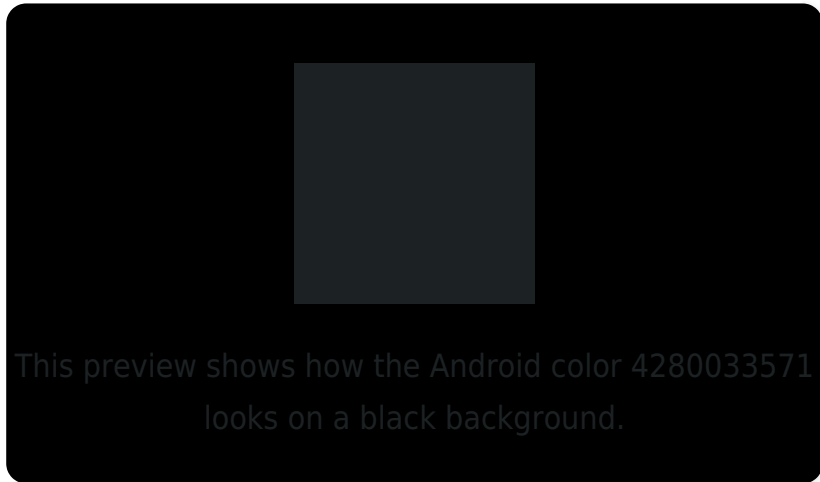 This preview shows how the Android color 4280033571
looks on a black background.